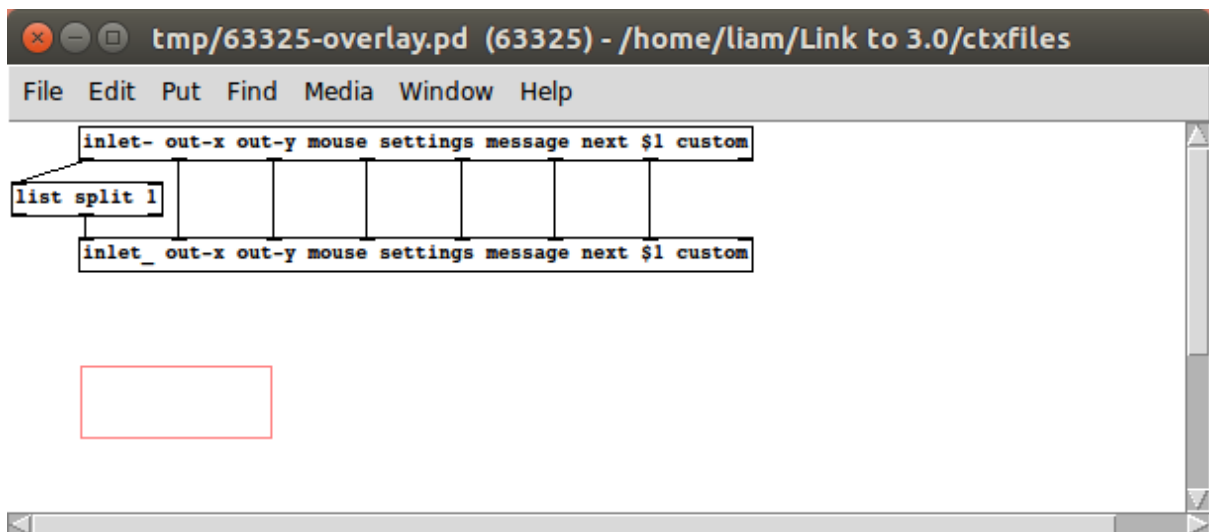 tmp/63325-overlay.pd (63325) - /home/liam/Link to 3.0/ctxfiles
File Edit Put Find Media Window Help
inlet- out-x out-y mouse settings message next $1 custom
list split 1
inlet_ out-x out-y mouse settings message next $1 custom